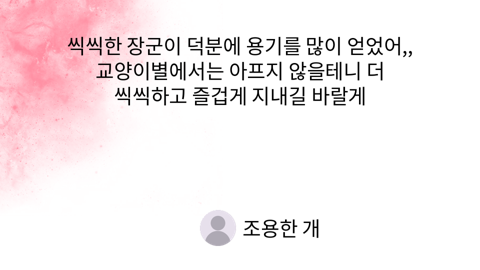 씩씩한 장군이 덕분에 용기를 많이 얻었어,,
교양이별에서는 아프지 않을테니 더
씩씩하고 즐겁게 지내길 바랄게
조용한 개